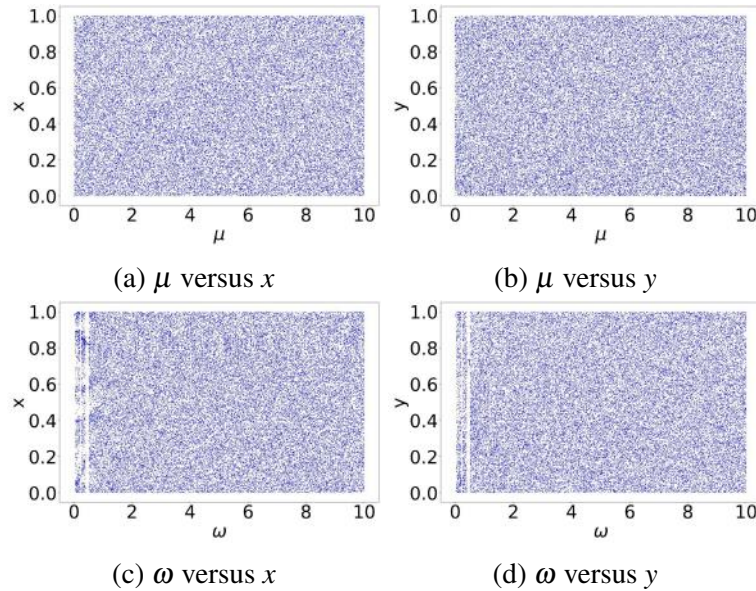 1.0 1.0
0.8 0.8
0.6 0.6
x y
0.4 0.4
0.2 0.2
0.0 0.0
0 2 4 6 8 10 0 2 4 6 8 10
μ μ
(a) μ versus x (b) μ versus y
1.0 1.0
0.8 0.8
0.6 0.6
x y
0.4 0.4
0.2 0.2
0.0 0.0
0 2 4 6 8 10 0 2 4 6 8 10
ω ω
(c) ω versus x (d) ω versus y